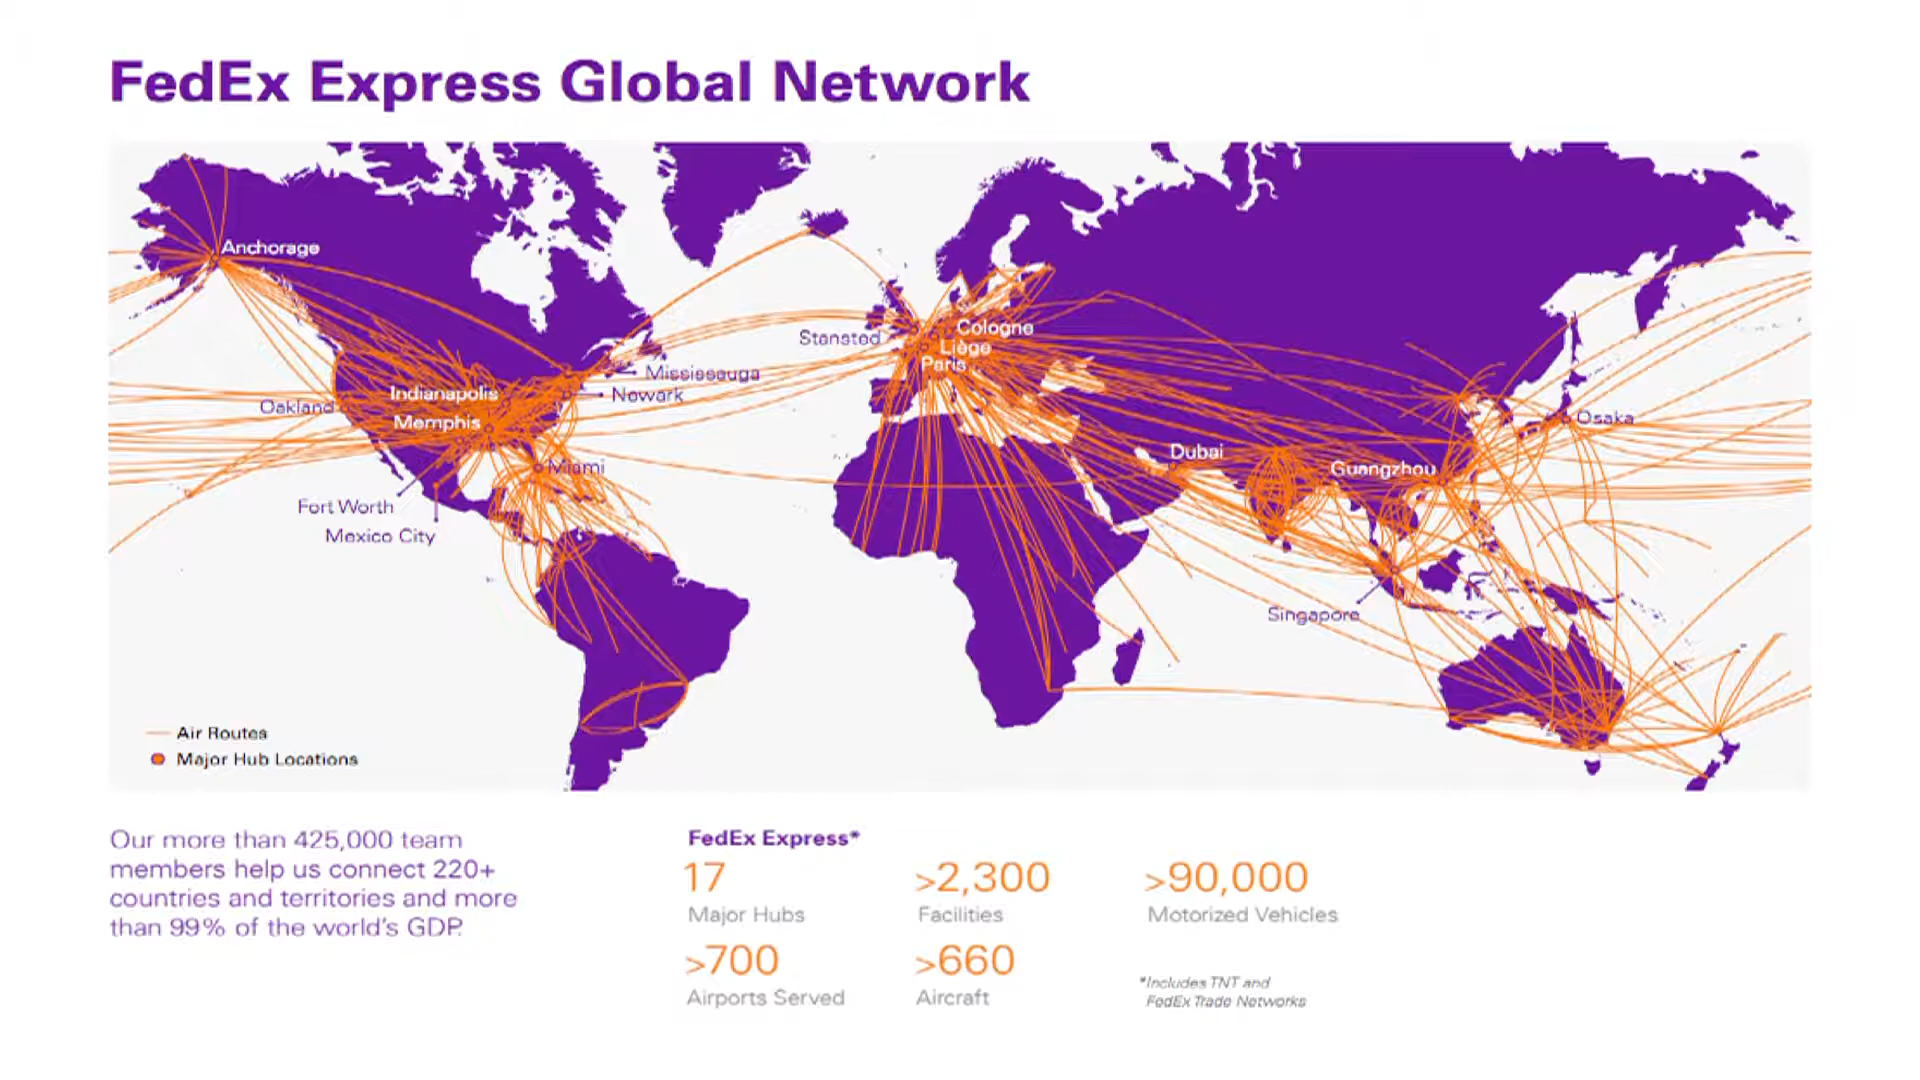 FedEx Express Global Network
Anchorage
Cologne
Stansted
Liège
Paris
Mississauga
Indianapolis
Newark
Oakland
Memphis
Osaka
Dubai
Miami
Guangzhou
Fort Worth
Mexico City
Singapore
Air Routes
Major Hub Locations
Our more than 425,000 team
members help us connect 220+
countries and territories and more
than 99% of the world's GDP.
FedEx Express*
17
Major Hubs
>2,300
Facilities
>90,000
Motorized Vehicles
>700
Airports Served
>660
Aircraft
*Includes TNT and
FedEx Trade Networks